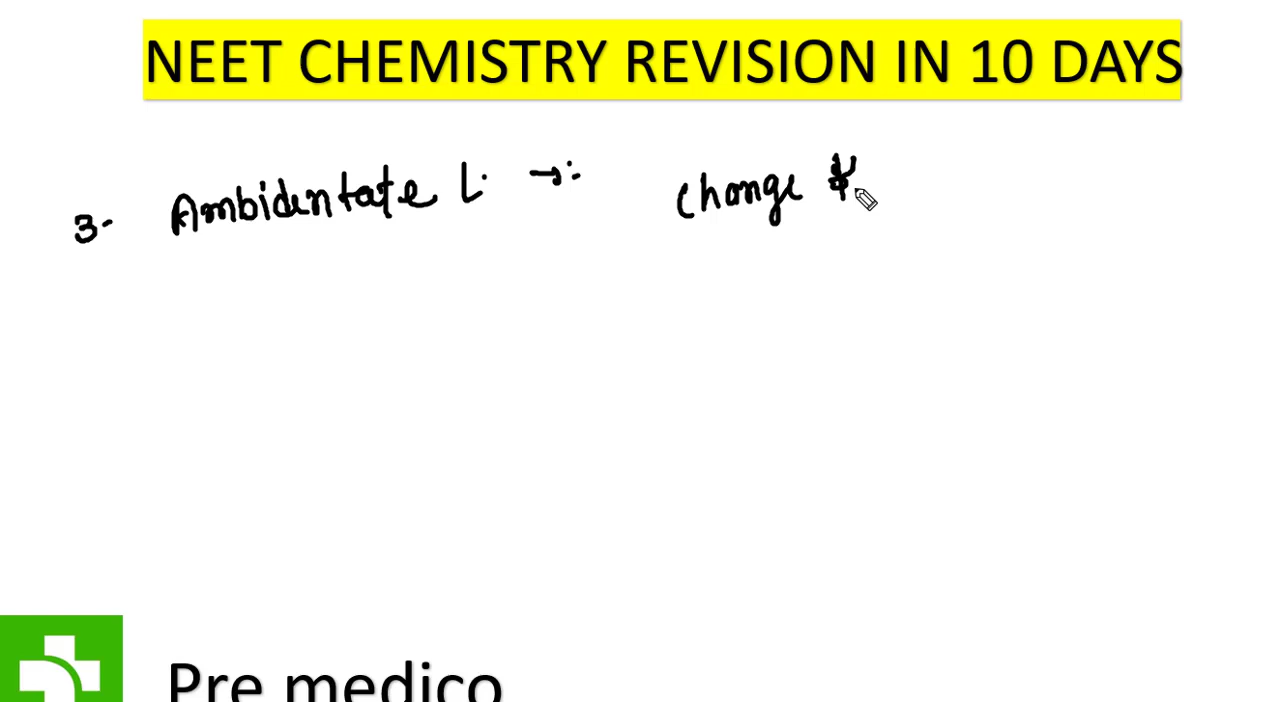 NEET CHEMISTRY REVISION IN 10 DAYS
3- Ambidentate L. →:- change
Pre medico